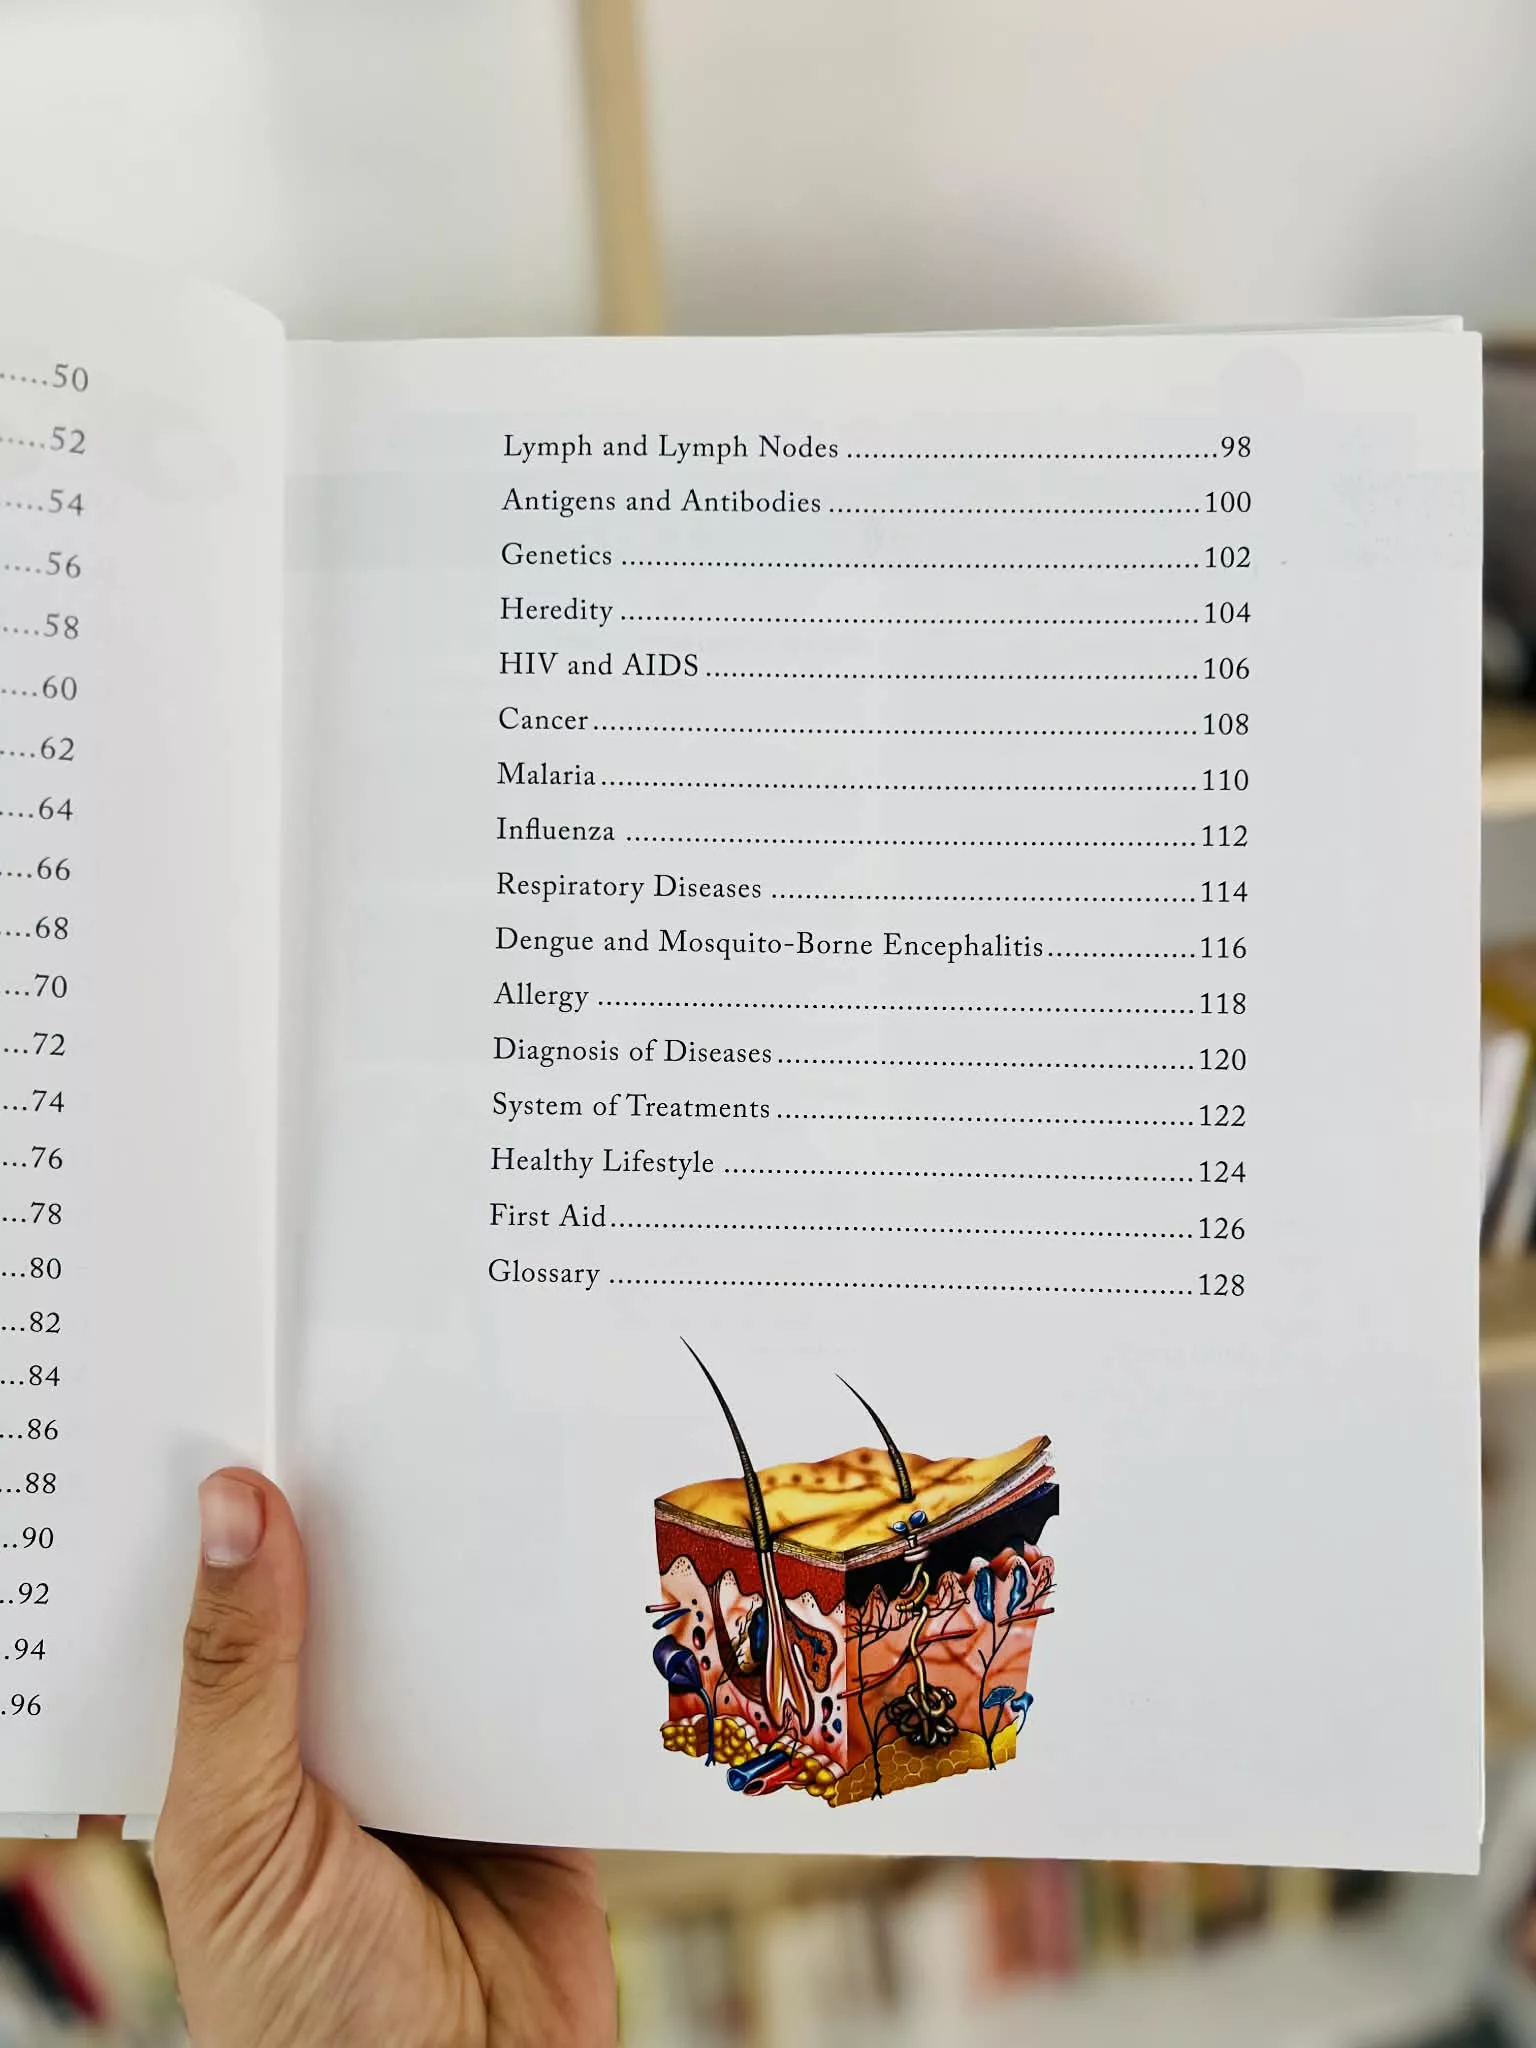 .....50
.....52
.....54
....56
....58
....60
....62
....64
....66
....68
...70
...72
...74
...76
...78
...80
...82
...84
...86
...88
..90
..92
.94
.96
Lymph and Lymph Nodes ............................................98
Antigens and Antibodies ............................................100
Genetics ....................................................................102
Heredity ....................................................................104
HIV and AIDS..........................................................106
Cancer.......................................................................108
Malaria......................................................................110
Influenza ...................................................................112
Respiratory Diseases ..................................................114
Dengue and Mosquito-Borne Encephalitis..................116
Allergy ......................................................................118
Diagnosis of Diseases.................................................120
System of Treatments .................................................122
Healthy Lifestyle .......................................................124
First Aid.....................................................................126
Glossary .....................................................................128